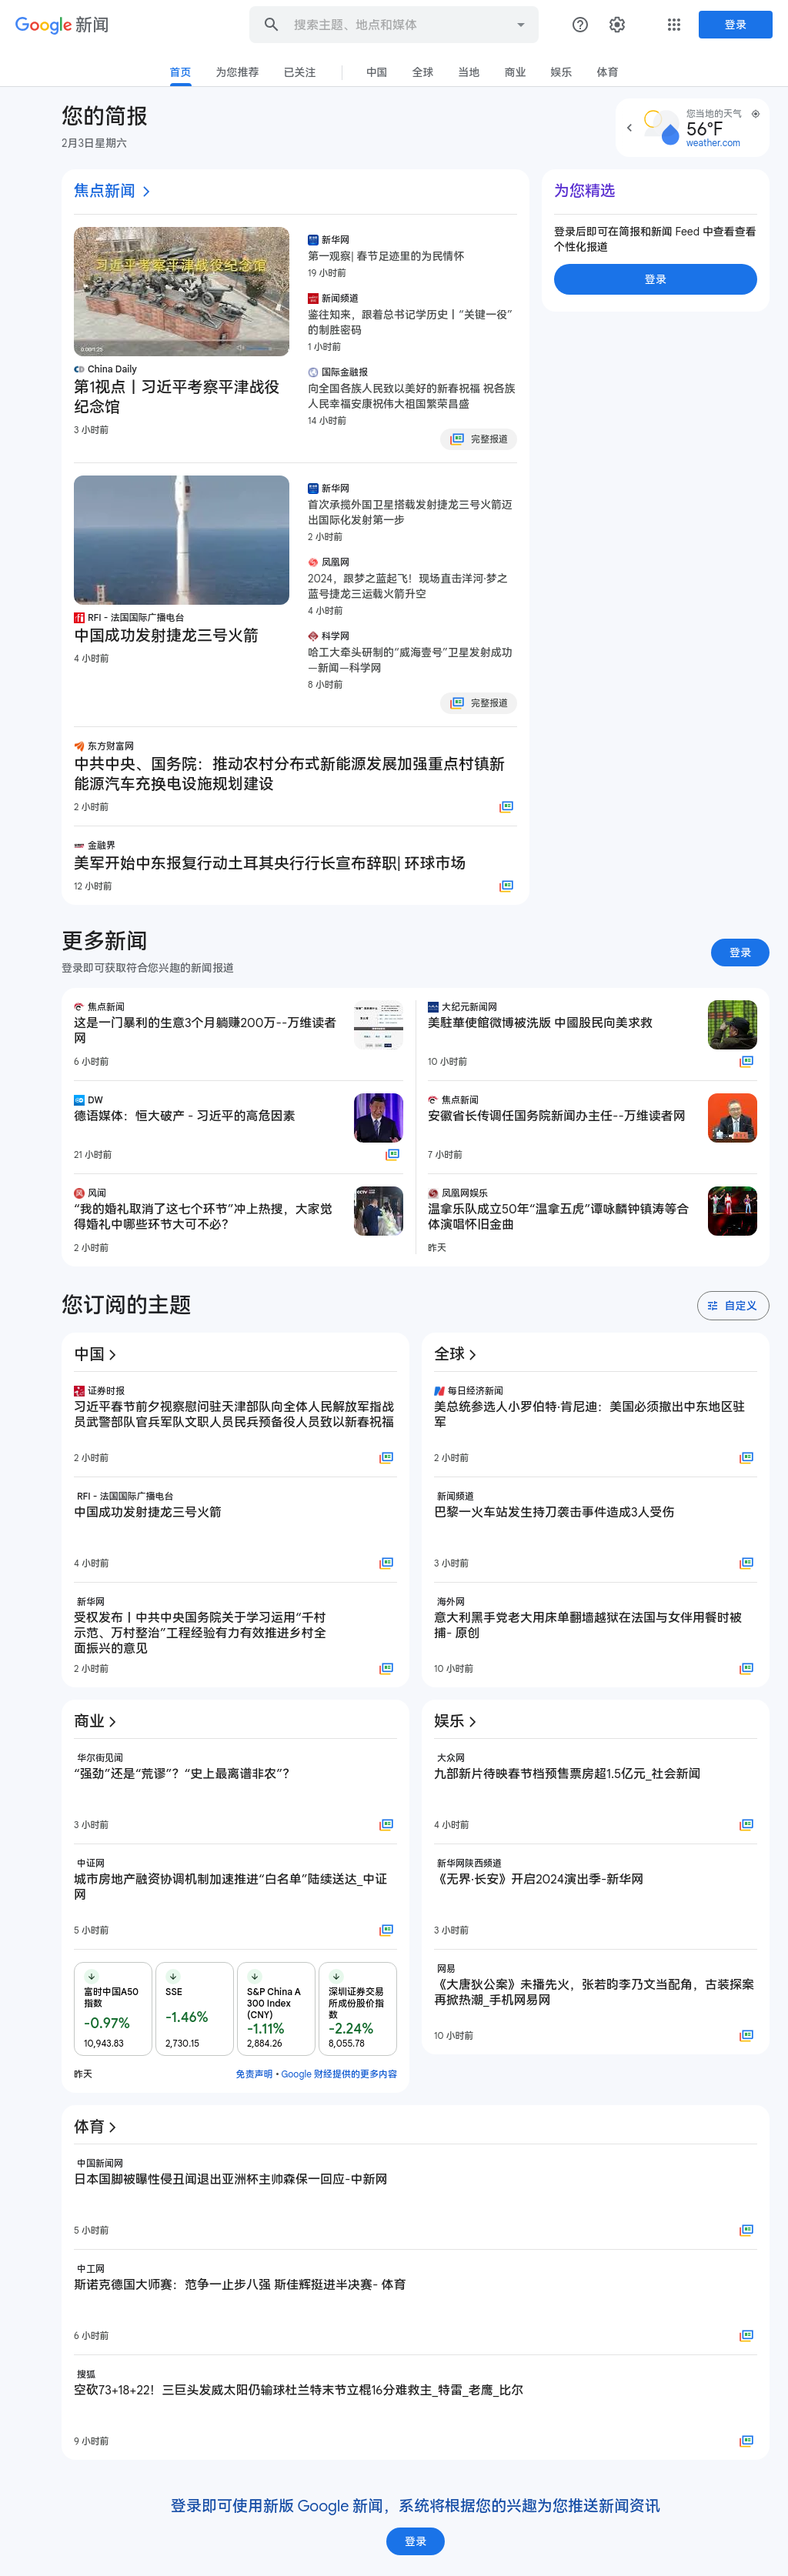 Google 新闻
搜索主题、地点和媒体
登录
首页
为您推荐
已关注
中国
全球
当地
商业
娱乐
体育
您的简报
2月3日星期六
您当地的天气
56°F
weather.com
焦点新闻
习近平考察平津战役纪念馆
China Daily
第1视点丨习近平考察平津战役
纪念馆
3 小时前
新华网
第一观察| 春节足迹里的为民情怀
19 小时前
新闻频道
鉴往知来，跟着总书记学历史丨“关键一役”
的制胜密码
1 小时前
国际金融报
向全国各族人民致以美好的新春祝福 祝各族
人民幸福安康祝伟大祖国繁荣昌盛
14 小时前
完整报道
为您精选
登录后即可在简报和新闻 Feed 中查看查看
个性化报道
登录
RFI - 法国国际广播电台
中国成功发射捷龙三号火箭
4 小时前
新华网
首次承揽外国卫星搭载发射捷龙三号火箭迈
出国际化发射第一步
2 小时前
凤凰网
2024，跟梦之蓝起飞！现场直击洋河·梦之
蓝号捷龙三运载火箭升空
4 小时前
科学网
哈工大牵头研制的“威海壹号”卫星发射成功
—新闻—科学网
8 小时前
完整报道
东方财富网
中共中央、国务院：推动农村分布式新能源发展加强重点村镇新
能源汽车充换电设施规划建设
2 小时前
金融界
美军开始中东报复行动土耳其央行行长宣布辞职| 环球市场
12 小时前
更多新闻
登录即可获取符合您兴趣的新闻报道
登录
焦点新闻
这是一门暴利的生意3个月躺赚200万--万维读者
网
6 小时前
大纪元新闻网
美駐華使館微博被洗版 中國股民向美求救
10 小时前
DW
德语媒体：恒大破产 - 习近平的高危因素
21 小时前
焦点新闻
安徽省长传调任国务院新闻办主任--万维读者网
7 小时前
风闻
“我的婚礼取消了这七个环节”冲上热搜，大家觉
得婚礼中哪些环节大可不必？
2 小时前
凤凰网娱乐
温拿乐队成立50年“温拿五虎”谭咏麟钟镇涛等合
体演唱怀旧金曲
昨天
您订阅的主题
自定义
中国
证券时报
习近平春节前夕视察慰问驻天津部队向全体人民解放军指战
员武警部队官兵军队文职人员民兵预备役人员致以新春祝福
2 小时前
RFI - 法国国际广播电台
中国成功发射捷龙三号火箭
4 小时前
新华网
受权发布丨中共中央国务院关于学习运用“千村
示范、万村整治”工程经验有力有效推进乡村全
面振兴的意见
2 小时前
全球
每日经济新闻
美总统参选人小罗伯特·肯尼迪：美国必须撤出中东地区驻
军
2 小时前
新闻频道
巴黎一火车站发生持刀袭击事件造成3人受伤
3 小时前
海外网
意大利黑手党老大用床单翻墙越狱在法国与女伴用餐时被
捕- 原创
10 小时前
商业
华尔街见闻
“强劲”还是“荒谬”？“史上最离谱非农”？
3 小时前
中证网
城市房地产融资协调机制加速推进“白名单”陆续送达_中证
网
5 小时前
富时中国A50
指数
-0.97%
10,943.83
SSE
-1.46%
2,730.15
S&P China A
300 Index
(CNY)
-1.11%
2,884.26
深圳证券交易
所成份股价指
数
-2.24%
8,055.78
昨天
免责声明 • Google 财经提供的更多内容
娱乐
大众网
九部新片待映春节档预售票房超1.5亿元_社会新闻
4 小时前
新华网陕西频道
《无界·长安》开启2024演出季-新华网
3 小时前
网易
《大唐狄公案》未播先火，张若昀李乃文当配角，古装探案
再掀热潮_手机网易网
10 小时前
体育
中国新闻网
日本国脚被曝性侵丑闻退出亚洲杯主帅森保一回应-中新网
5 小时前
中工网
斯诺克德国大师赛：范争一止步八强 斯佳辉挺进半决赛- 体育
6 小时前
搜狐
空砍73+18+22！三巨头发威太阳仍输球杜兰特末节立棍16分难救主_特雷_老鹰_比尔
9 小时前
登录即可使用新版 Google 新闻，系统将根据您的兴趣为您推送新闻资讯
登录